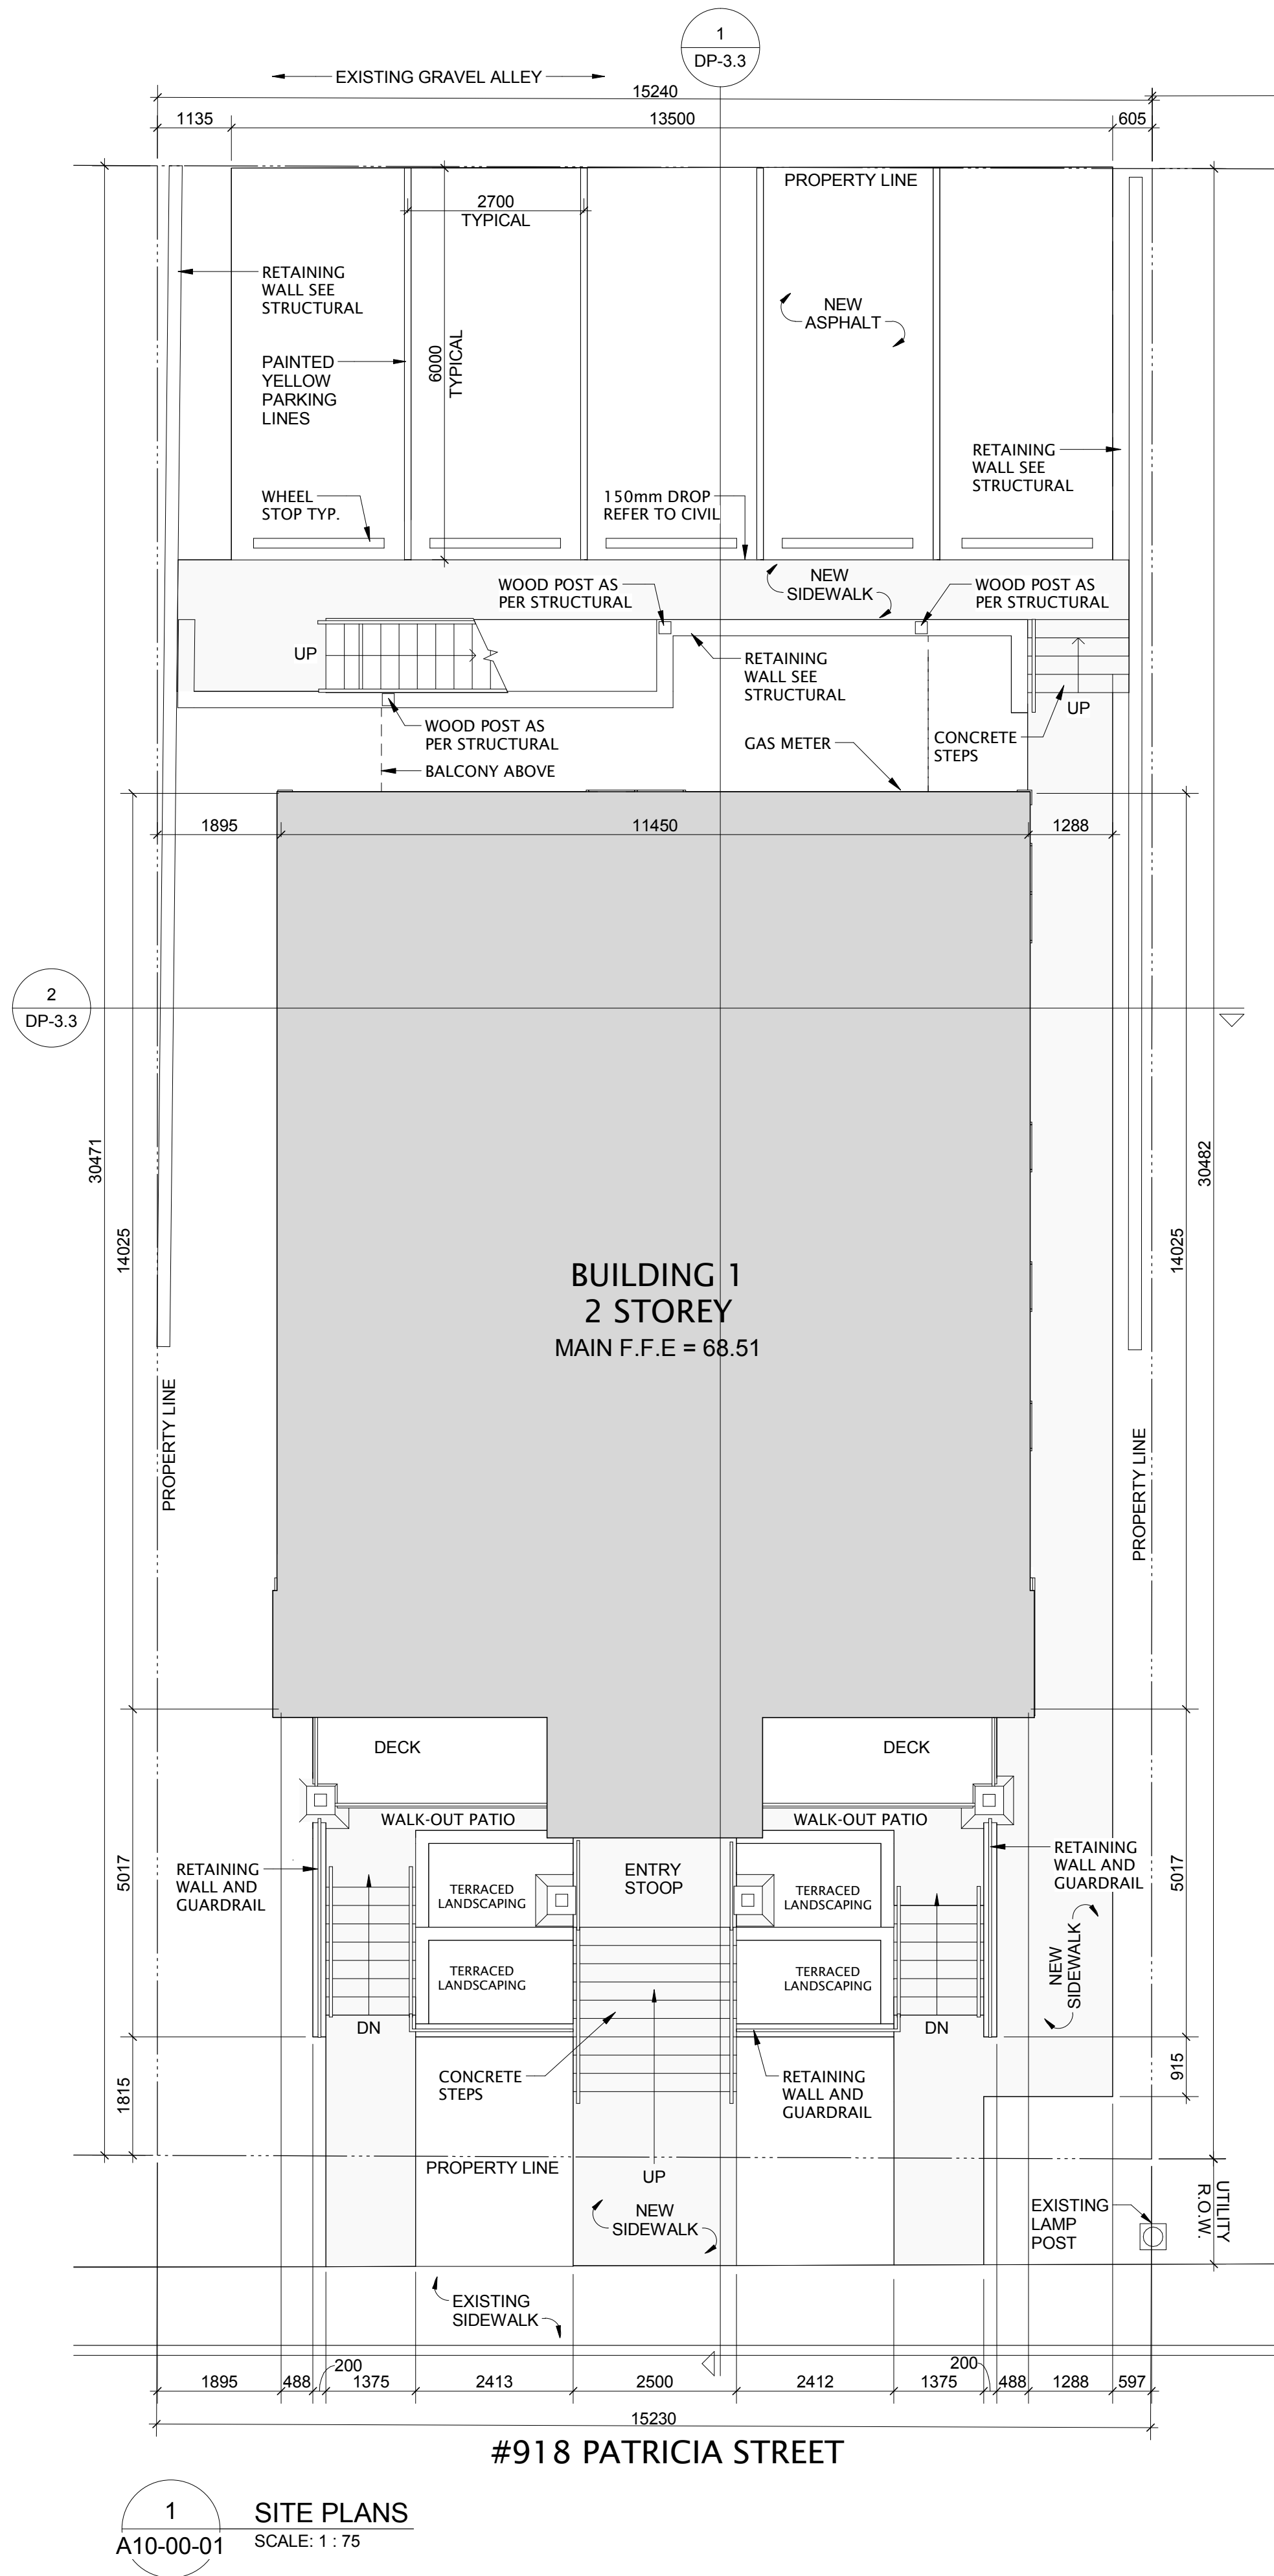 1
DP-3.3
EXISTING GRAVEL ALLEY
15240
1135
13500
605
PROPERTY LINE
2700
TYPICAL
RETAINING
WALL SEE
STRUCTURAL
NEW
ASPHALT
6000
TYPICAL
PAINTED
YELLOW
PARKING
LINES
RETAINING
WALL SEE
STRUCTURAL
WHEEL
STOP TYP.
150mm DROP
REFER TO CIVIL
WOOD POST AS
PER STRUCTURAL
NEW
SIDEWALK
WOOD POST AS
PER STRUCTURAL
UP
RETAINING
WALL SEE
STRUCTURAL
UP
WOOD POST AS
PER STRUCTURAL
GAS METER
CONCRETE
STEPS
BALCONY ABOVE
1895
11450
1288
2
DP-3.3
30471
14025
30482
14025
BUILDING 1
2 STOREY
MAIN F.F.E = 68.51
PROPERTY LINE
PROPERTY LINE
DECK
DECK
WALK-OUT PATIO
WALK-OUT PATIO
5017
RETAINING
WALL AND
GUARDRAIL
TERRACED
LANDSCAPING
ENTRY
STOOP
TERRACED
LANDSCAPING
RETAINING
WALL AND
GUARDRAIL
5017
TERRACED
LANDSCAPING
TERRACED
LANDSCAPING
NEW
SIDEWALK
DN
DN
1815
CONCRETE
STEPS
RETAINING
WALL AND
GUARDRAIL
915
PROPERTY LINE
UP
NEW
SIDEWALK
EXISTING
LAMP
POST
UTILITY
R.O.W.
EXISTING
SIDEWALK
200
200
1895
488
1375
2413
2500
2412
1375
488
1288
597
15230
#918 PATRICIA STREET
1
A10-00-01
SITE PLANS
SCALE: 1 : 75